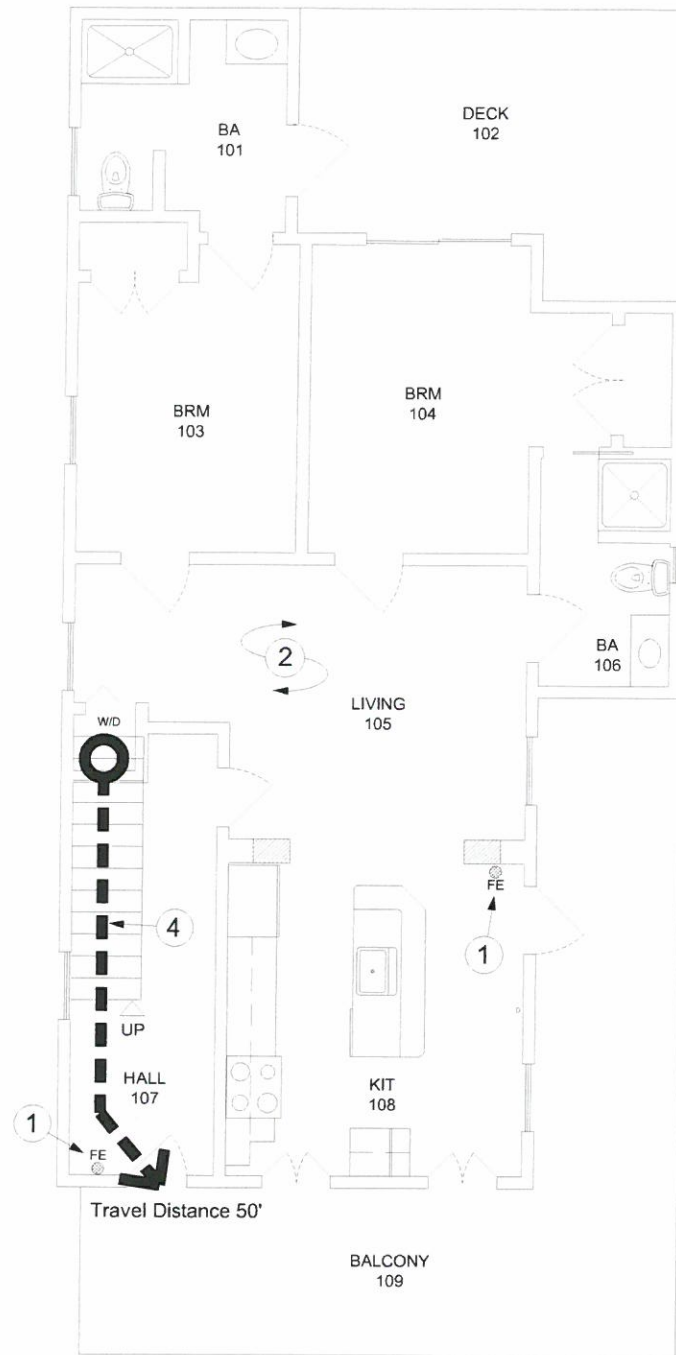 BA
101
DECK
102
BRM
103
BRM
104
2
BA
106
LIVING
105
W/D
FE
1
4
UP
HALL
107
KIT
108
1
FE
Travel Distance 50'
BALCONY
109